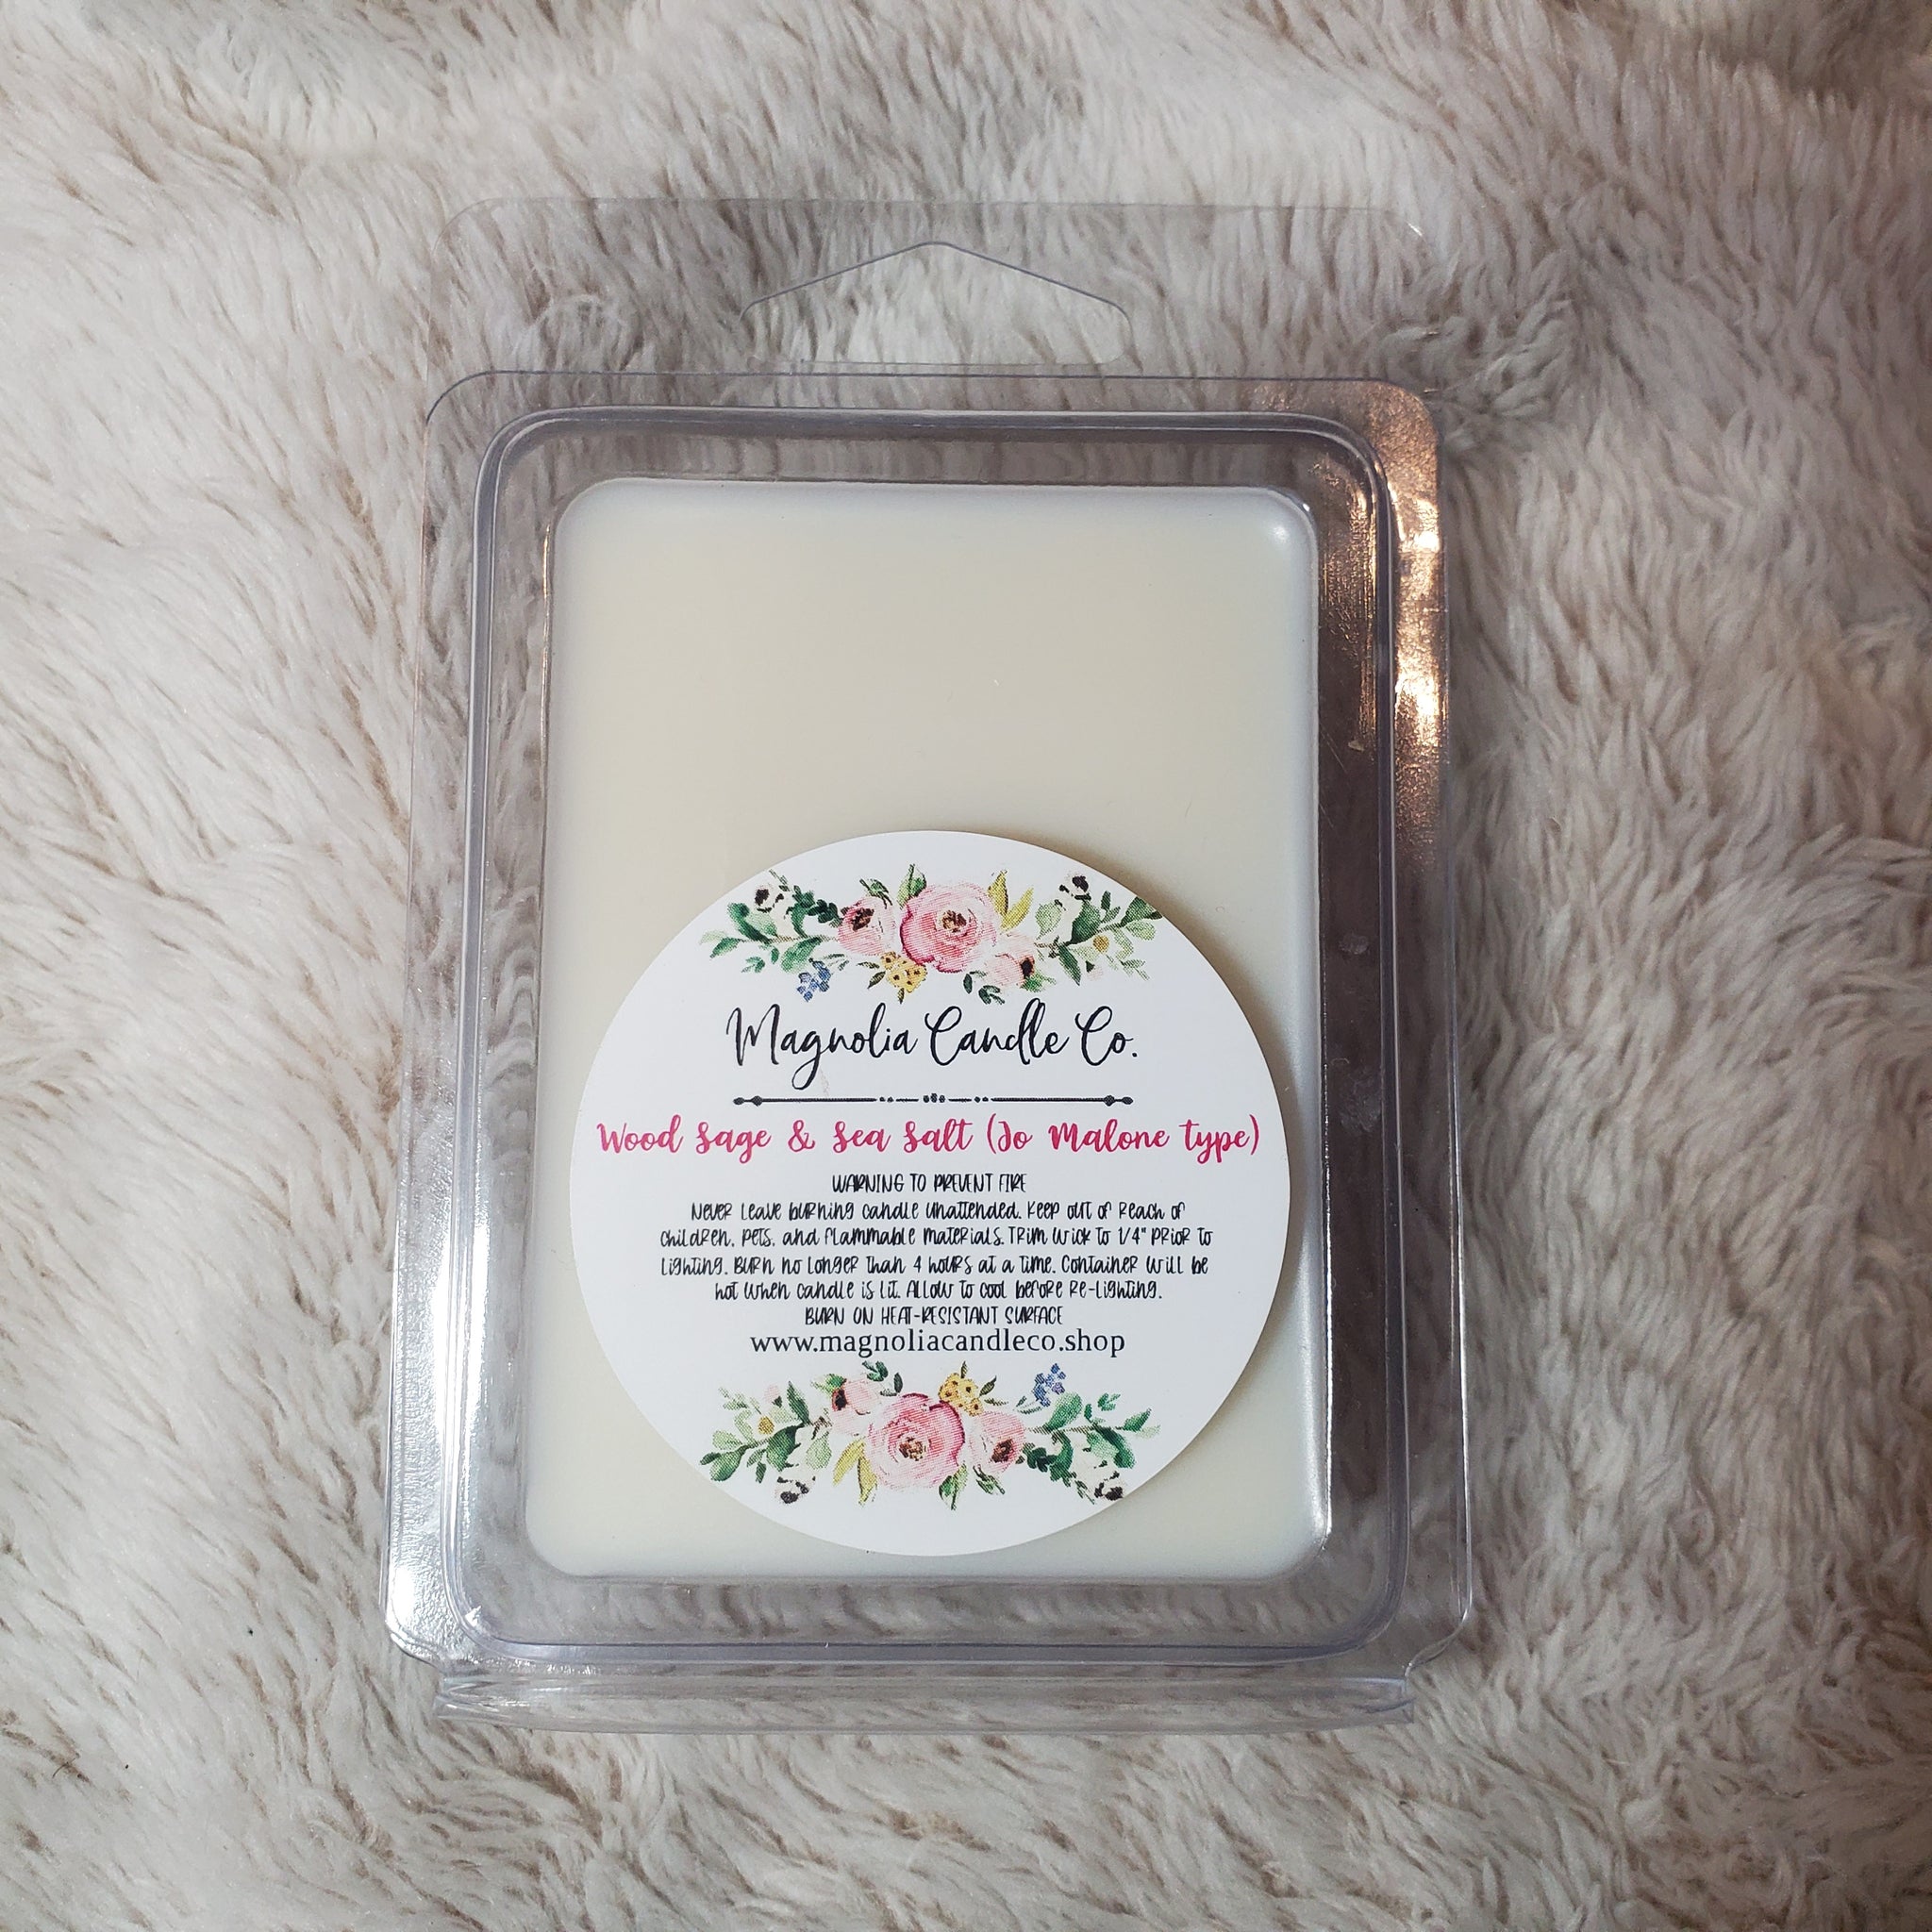 Magnolia Candle Co.
Wood Sage & Sea Salt (Jo Malone type)
WARNING TO PREVENT FIRE
Never leave burning candle unattended. Keep out of reach of
children, pets, and flammable materials. Trim wick to 1/4" prior to
lighting. Burn no longer than 4 hours at a time. Container will be
hot when candle is lit. Allow to cool before re-lighting.
BURN ON HEAT-RESISTANT SURFACE
www.magnoliacandleco.shop